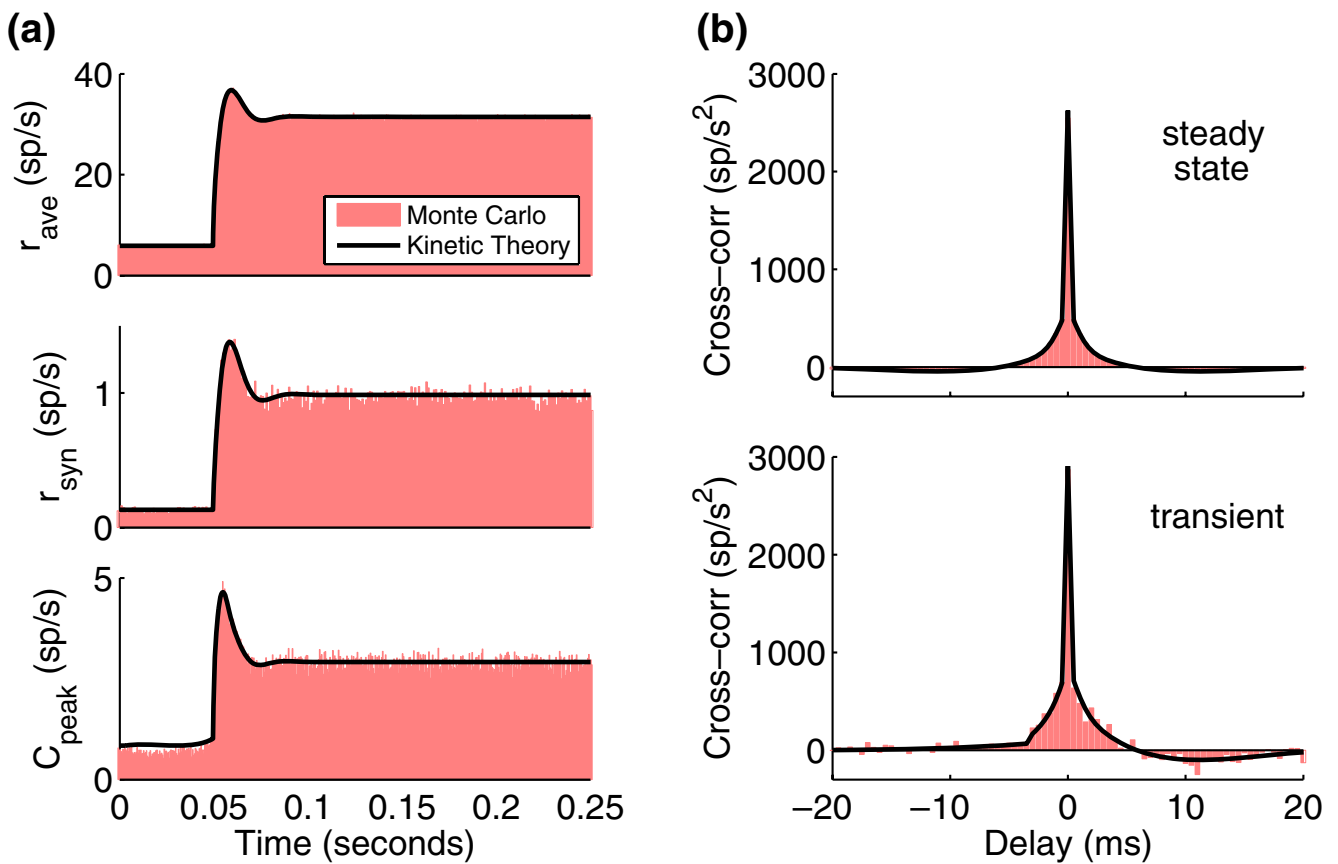 (a)
40
20
0
r_ave (sp/s)
Monte Carlo
Kinetic Theory
1
0
r_syn (sp/s)
5
0
C_peak (sp/s)
0
0.05
0.1
0.15
0.2
0.25
Time (seconds)
(b)
3000
2000
1000
0
Cross−corr (sp/s²)
steady
state
3000
2000
1000
0
Cross−corr (sp/s²)
transient
−20
−10
0
10
20
Delay (ms)